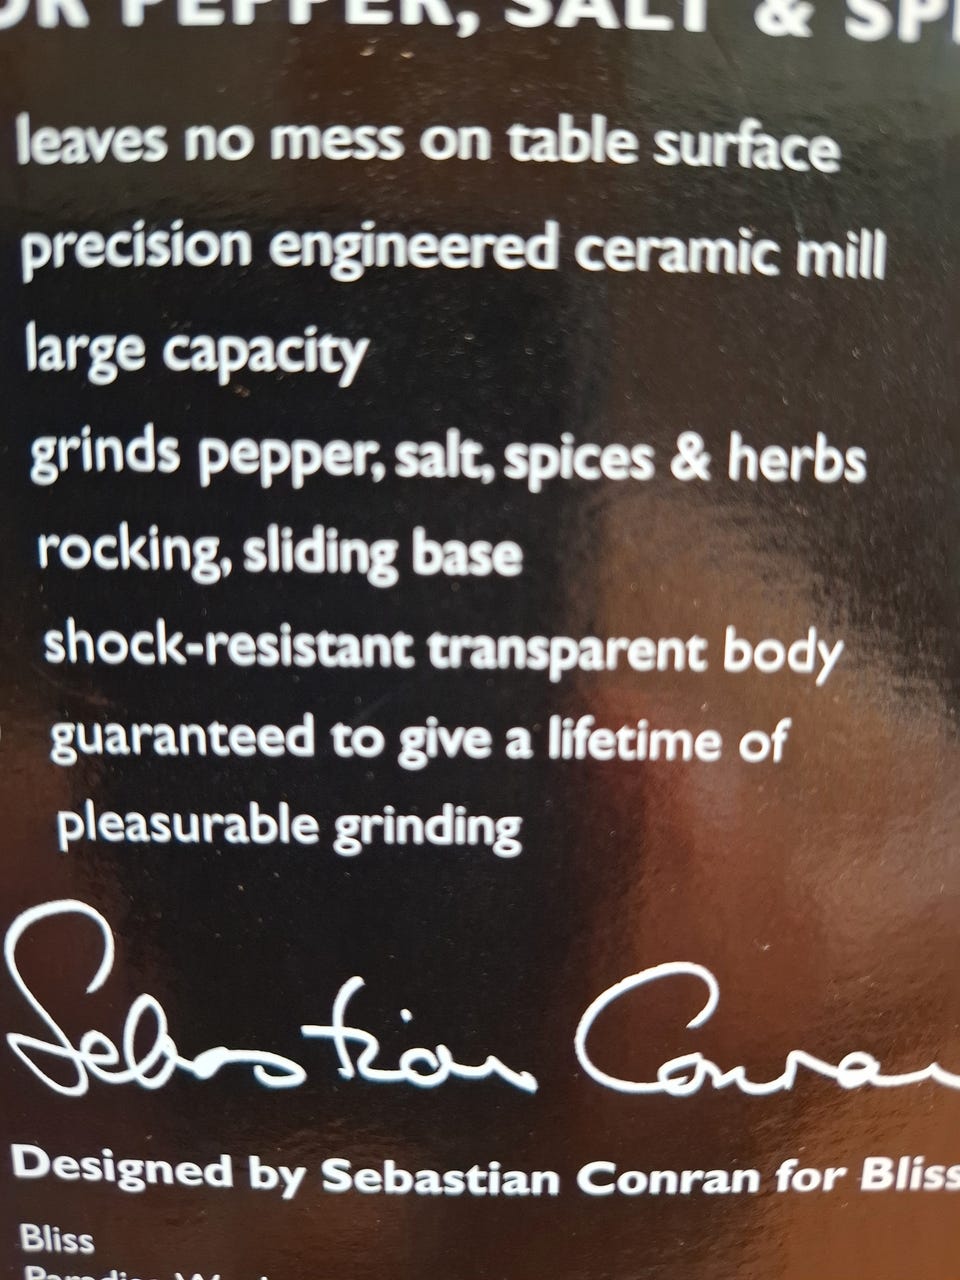 PEPPER, SALT &
leaves no mess on table surface
precision engineered ceramic mill
large capacity
grinds pepper, salt, spices & herbs
rocking, sliding base
shock-resistant transparent body
guaranteed to give a lifetime of
pleasurable grinding
Sebastian Conran
Designed by Sebastian Conran for Bliss
Bliss